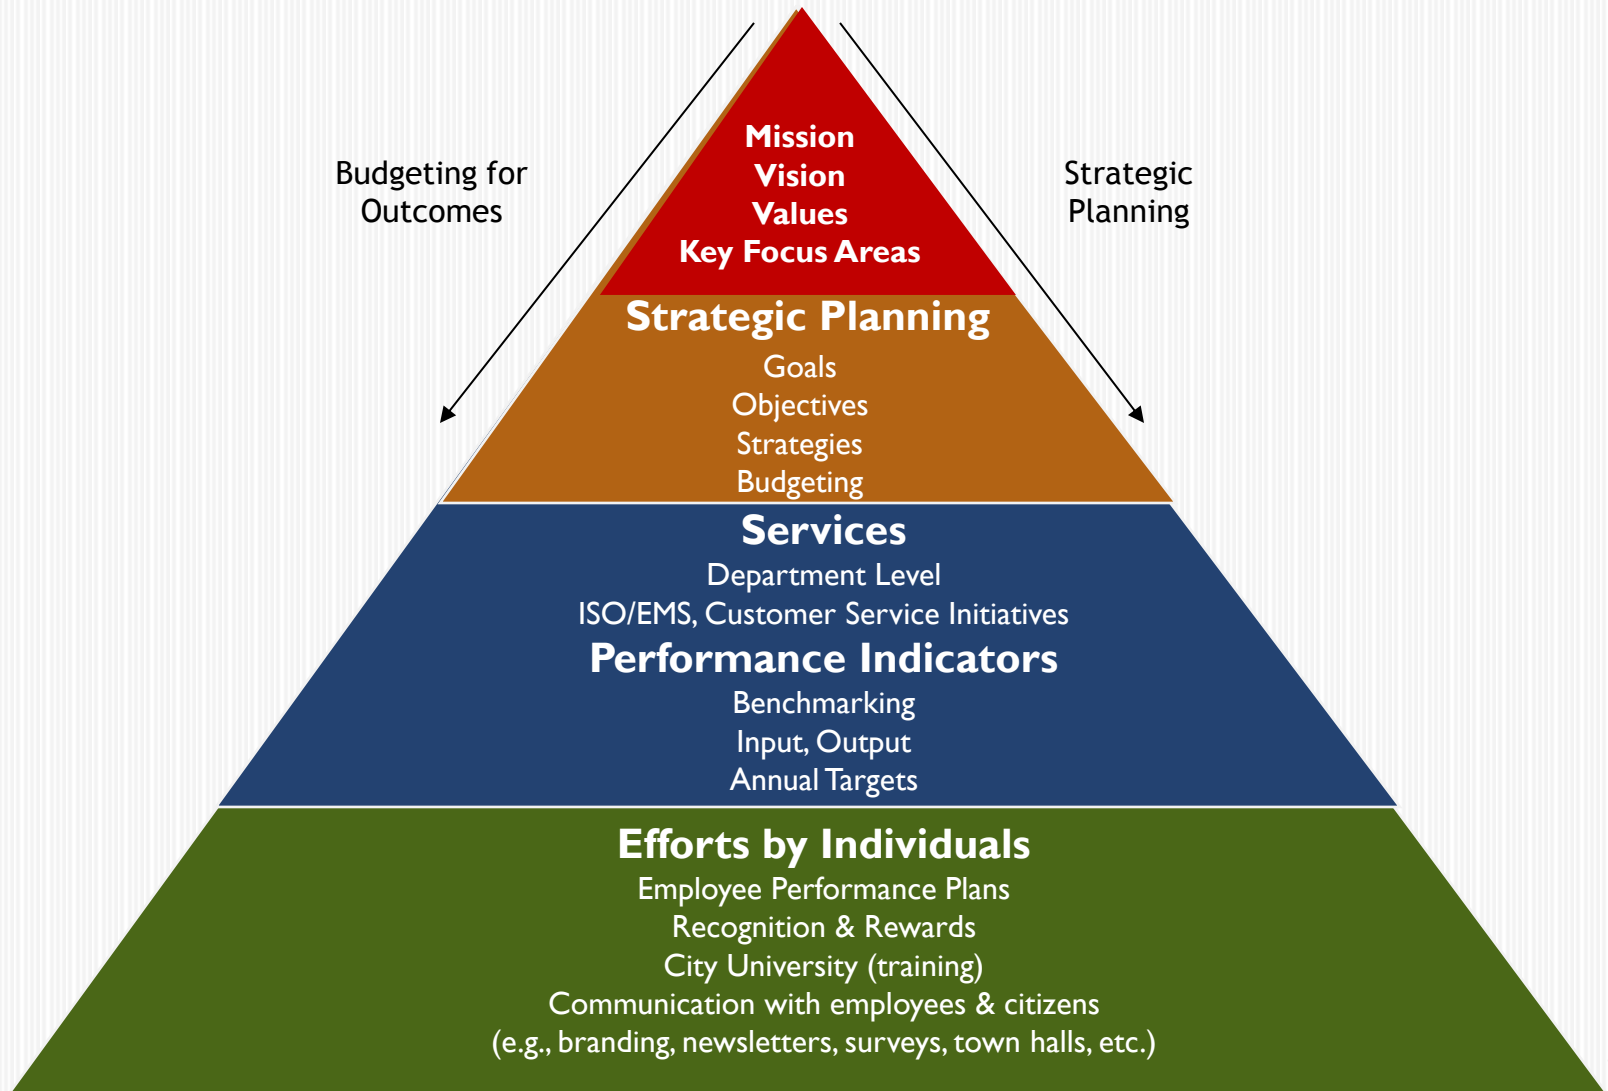 Budgeting for
Outcomes
Strategic
Planning
Mission
Vision
Values
Key Focus Areas
Strategic Planning
Goals
Objectives
Strategies
Budgeting
Services
Department Level
ISO/EMS, Customer Service Initiatives
Performance Indicators
Benchmarking
Input, Output
Annual Targets
Efforts by Individuals
Employee Performance Plans
Recognition & Rewards
City University (training)
Communication with employees & citizens
(e.g., branding, newsletters, surveys, town halls, etc.)